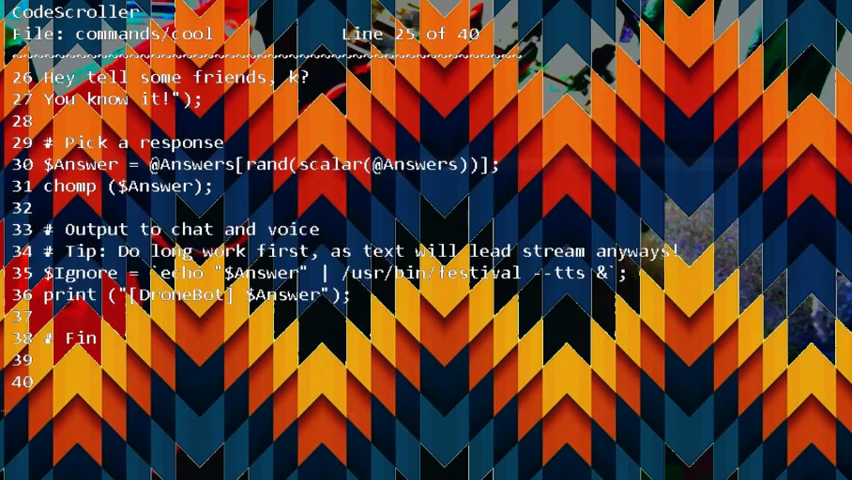 CodeScroller
File: commands/cool Line 25 of 40
~~~~~~~~~~~~~~~~~~~~~~~~~~~~~~~~~~~~~~~~~~~~~~~~~~~~~~~~~~~~~~~~
26 Hey tell some friends, k?
27 You know it!");
28
29 # Pick a response
30 $Answer = @Answers[rand(scalar(@Answers))];
31 chomp ($Answer);
32
33 # Output to chat and voice
34 # Tip: Do long work first, as text will lead stream anyways!
35 $Ignore = `echo "$Answer" | /usr/bin/festival --tts &`;
36 print ("[DroneBot] $Answer");
37
38 # Fin
39
40